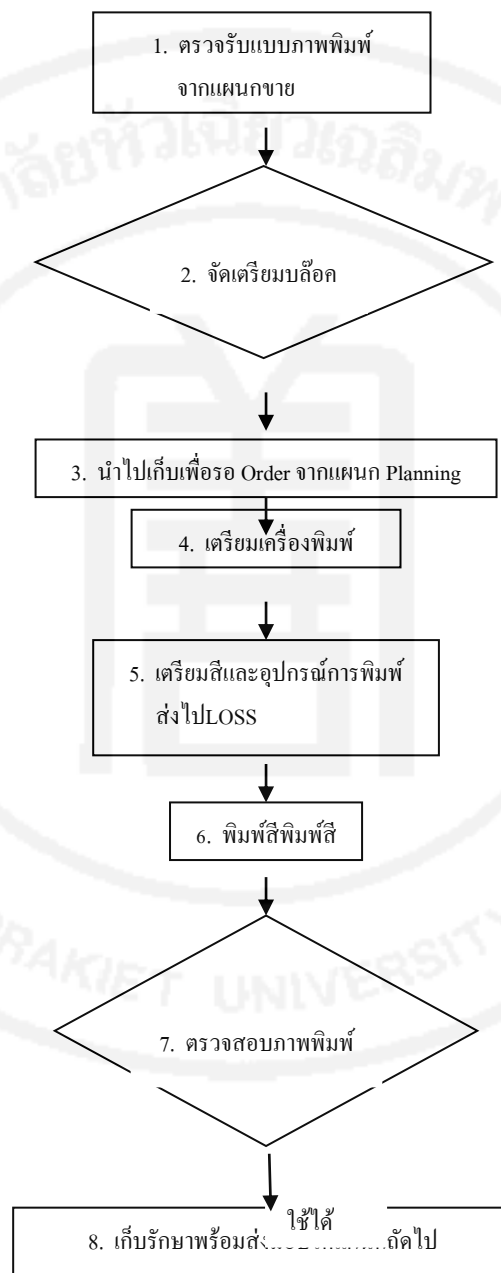 1. ตรวจรับแบบภาพพิมพ์
จากแผนกขาย
2. จัดเตรียมบล๊อค
3. นำไปเก็บเพื่อรอ Order จากแผนก Planning
4. เตรียมเครื่องพิมพ์
5. เตรียมสีและอุปกรณ์การพิมพ์
ส่งไปLOSS
6. พิมพ์สีพิมพ์สี
UNIVERSITY
7. ตรวจสอบภาพพิมพ์
ใช้ได้
8. เก็บรักษาพร้อมส่ง ถัดไป